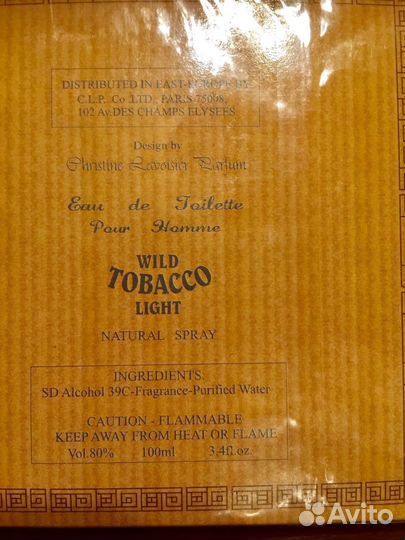 DISTRIBUTED IN EAST-EUROPE BY
C.L.P. Co .LTD., PARIS 75008,
102 Av.DES CHAMPS ELYSEES
Design by
Christine Lavoisier Parfum
Eau de Toilette
Pour Homme
WILD
TOBACCO
LIGHT
NATURAL SPRAY
INGREDIENTS:
SD Alcohol 39C-Fragrance-Purified Water
CAUTION - FLAMMABLE
KEEP AWAY FROM HEAT OR FLAME
Vol.80% 100ml 3,4fl.oz.
Avito